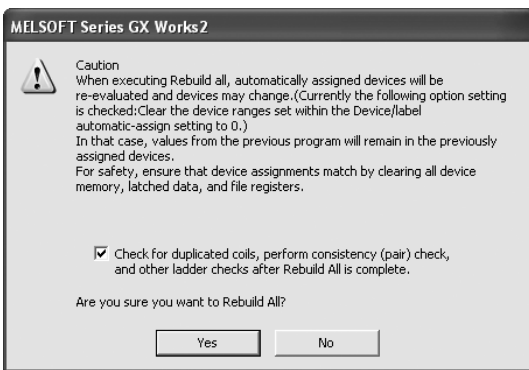 MELSOFT Series GX Works2
Caution
When executing Rebuild all, automatically assigned devices will be
re-evaluated and devices may change.(Currently the following option setting
is checked:Clear the device ranges set within the Device/label
automatic-assign setting to 0.)
In that case, values from the previous program will remain in the previously
assigned devices.
For safety, ensure that device assignments match by clearing all device
memory, latched data, and file registers.
Check for duplicated coils, perform consistency (pair) check,
and other ladder checks after Rebuild All is complete.
Are you sure you want to Rebuild All?
Yes
No